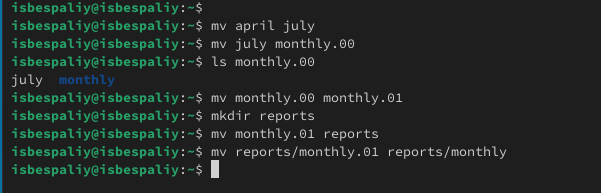 isbespaliy@isbespaliy:~$
isbespaliy@isbespaliy:~$ mv april july
isbespaliy@isbespaliy:~$ mv july monthly.00
isbespaliy@isbespaliy:~$ ls monthly.00
july  monthly
isbespaliy@isbespaliy:~$ mv monthly.00 monthly.01
isbespaliy@isbespaliy:~$ mkdir reports
isbespaliy@isbespaliy:~$ mv monthly.01 reports
isbespaliy@isbespaliy:~$ mv reports/monthly.01 reports/monthly
isbespaliy@isbespaliy:~$